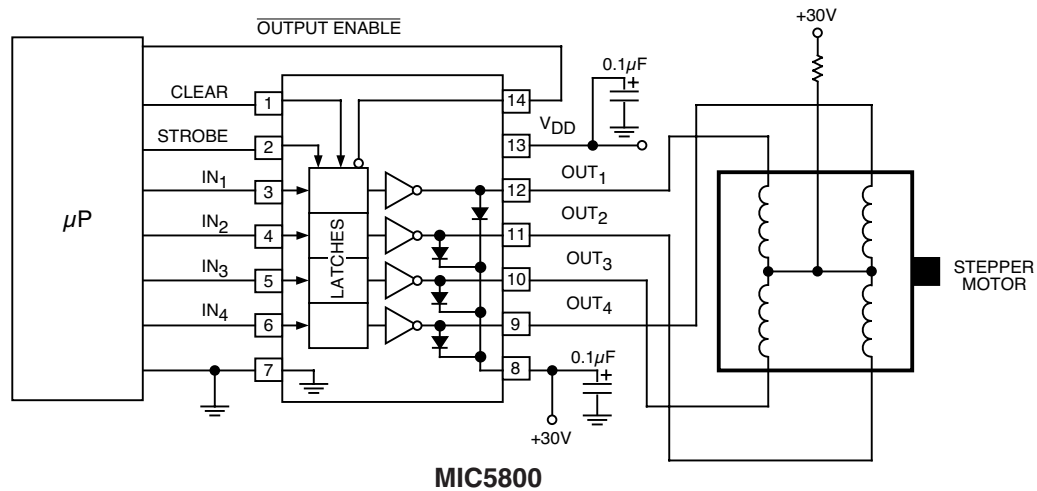 +30V
OUTPUT ENABLE
0.1µF
+
CLEAR
1
14
VDD
STROBE
2
13
IN1
3
12
OUT1
µP
IN2
4
11
OUT2
LATCHES
IN3
5
10
OUT3
STEPPER
MOTOR
IN4
6
9
OUT4
7
8
0.1µF
+
+30V
MIC5800